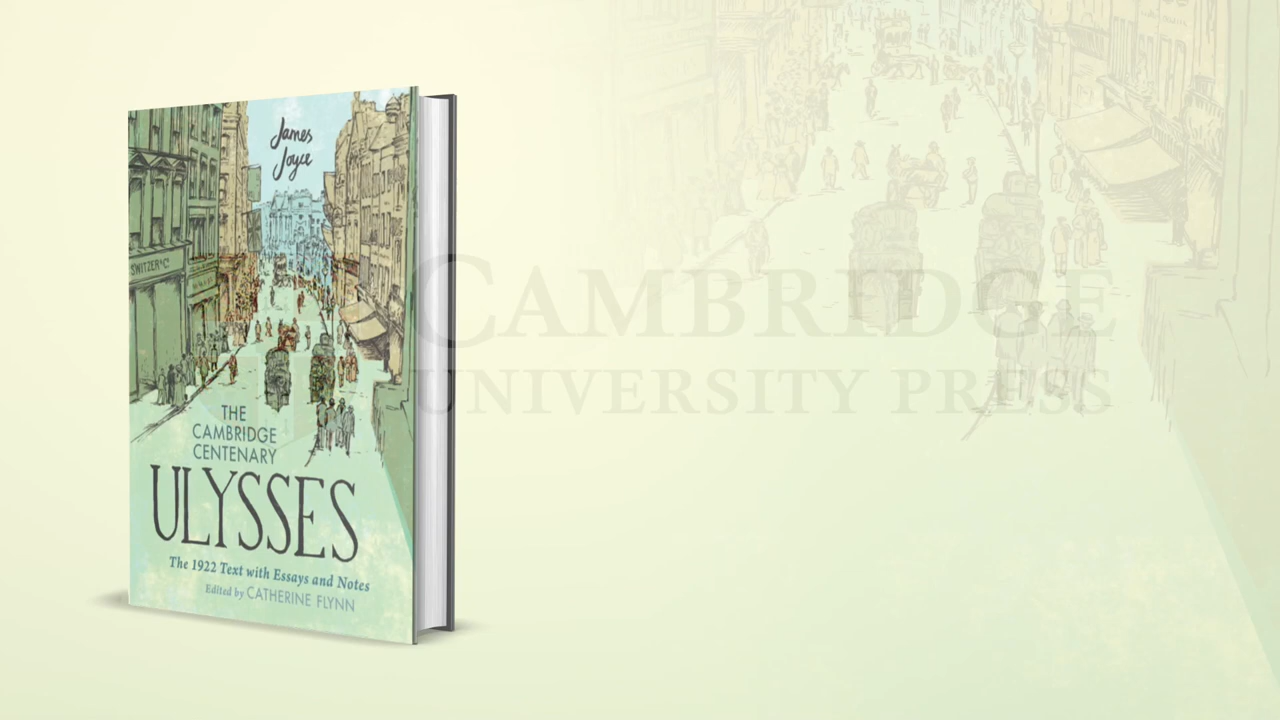 James
Joyce
SWITZER & Co
THE
CAMBRIDGE
CENTENARY
ULYSSES
The 1922 Text with Essays and Notes
Edited by CATHERINE FLYNN
CAMBRIDGE
UNIVERSITY PRESS